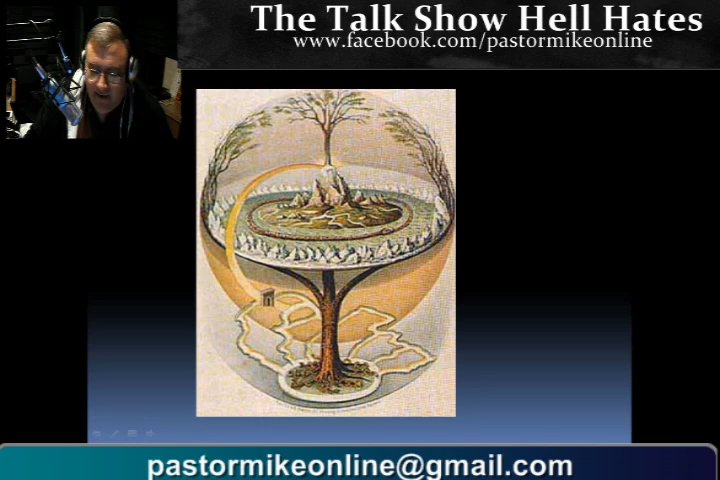 The Talk Show Hell Hates
www.facebook.com/pastormikeonline
pastormikeonline@gmail.com